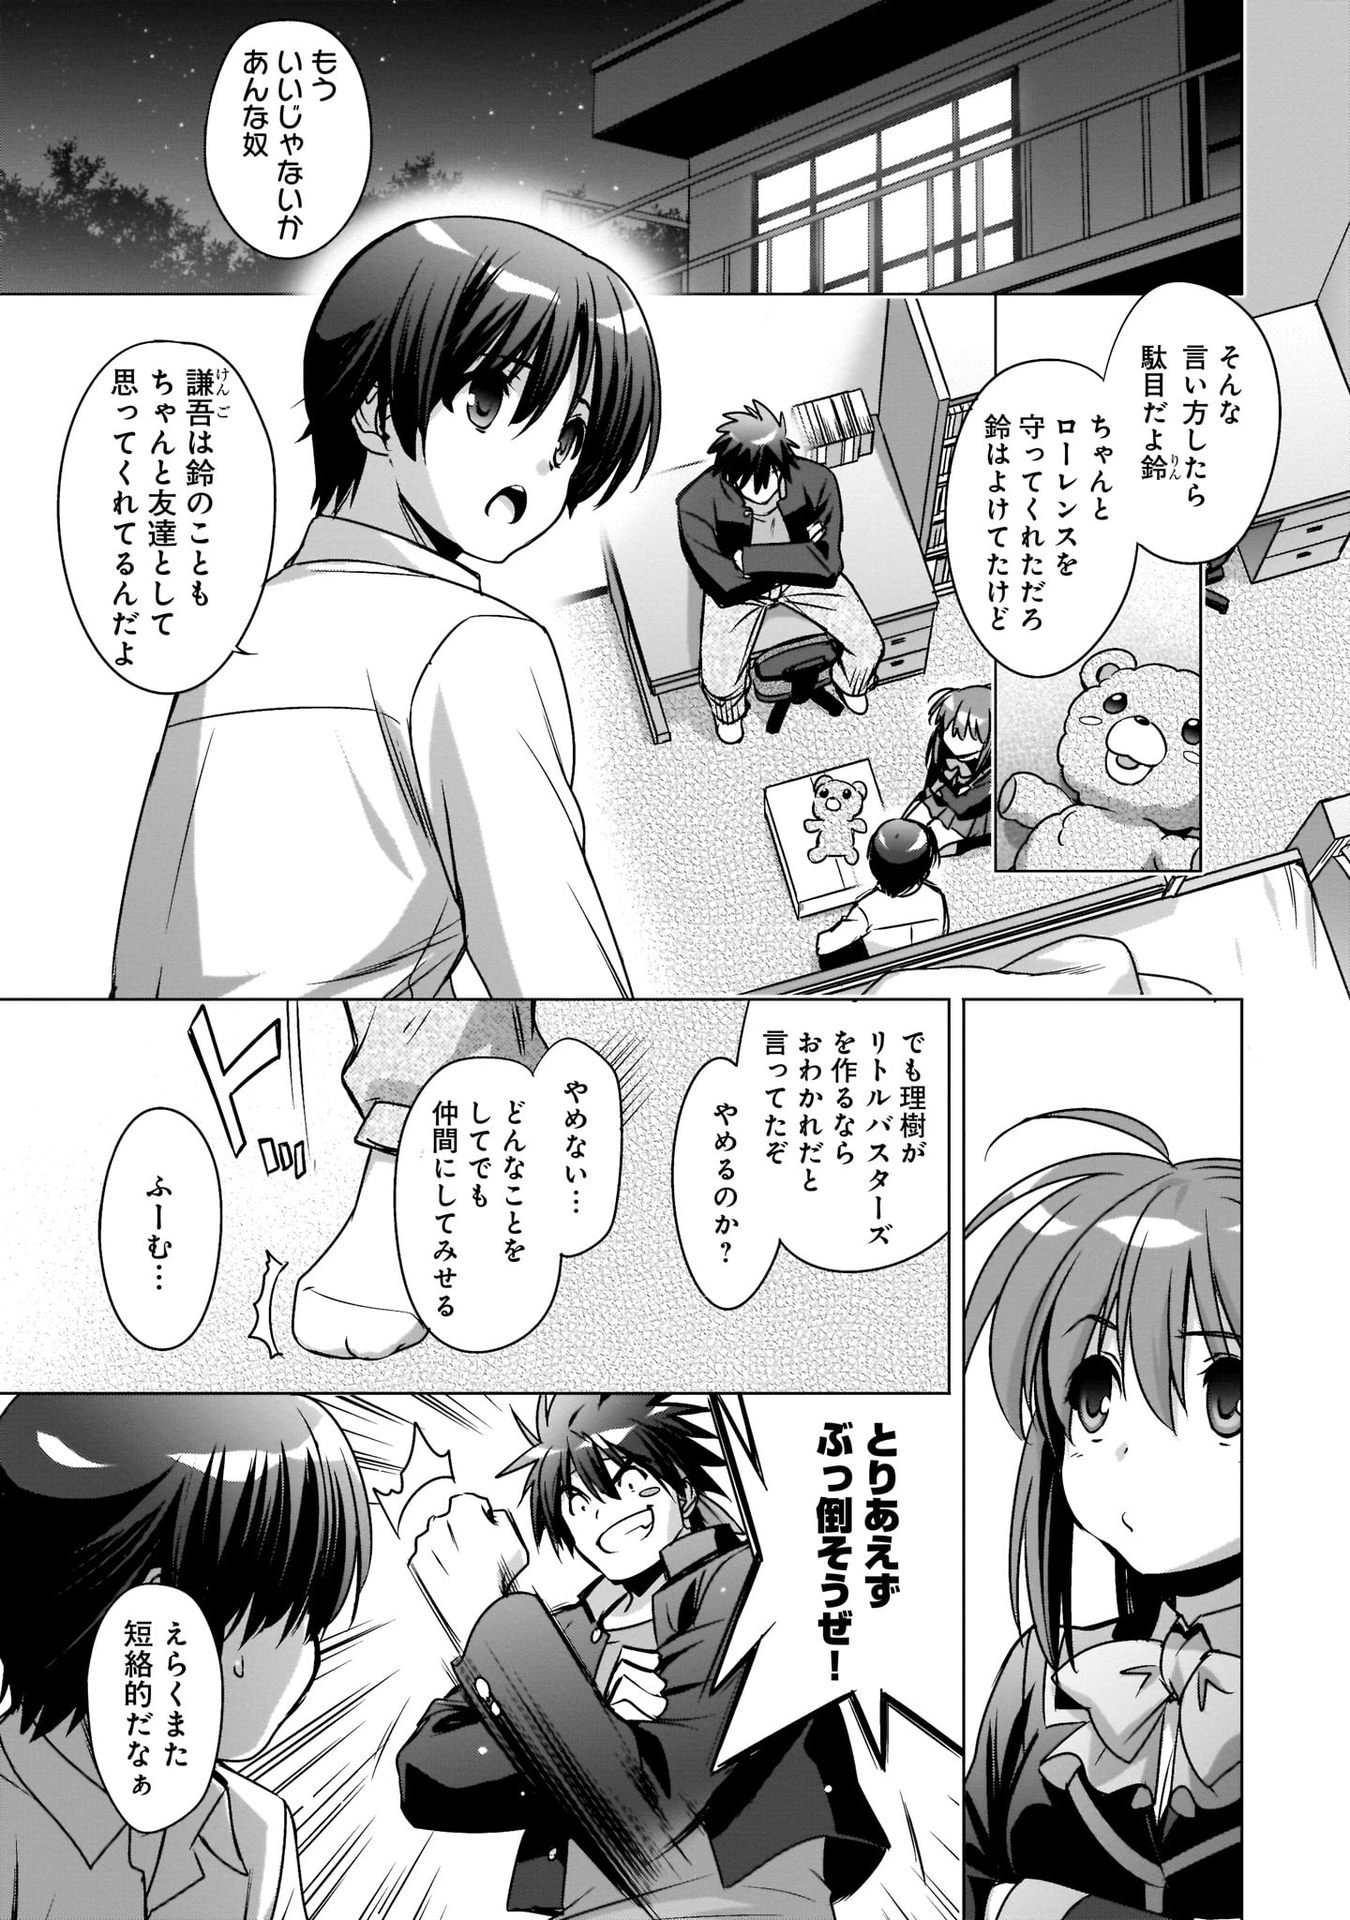 もう
いいじゃないか
あんな奴
そんな
言い方したら
駄目だよ鈴
りん
ちゃんと
ローレンスを
守ってくれただろ
鈴はよけてたけど
謙吾は鈴のことも
けんご
ちゃんと友達として
思ってくれてるんだよ
でも理樹が
リトルバスターズ
を作るなら
おわかれだと
言ってたぞ
やめるのか?
やめない…
どんなことを
してでも
仲間にしてみせる
ドッ
ふーむ…
とりあえず
ぶっ倒そうぜ!
えらくまた
短絡的だなぁ